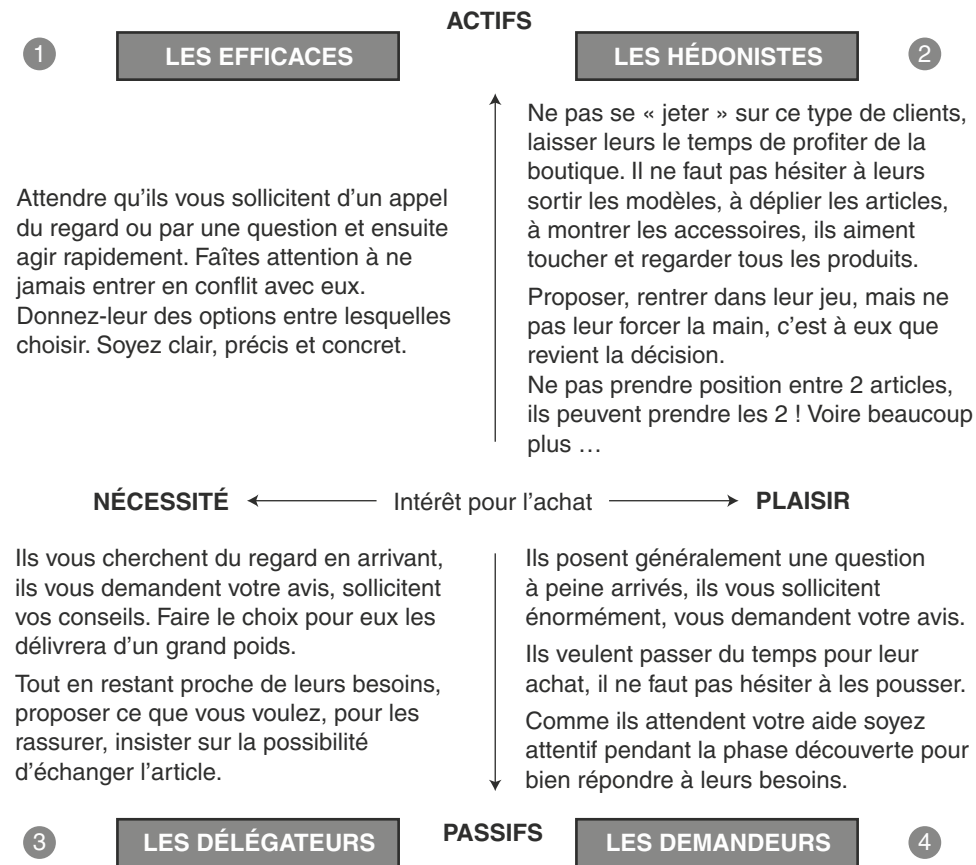 ACTIFS
1 LES EFFICACES
LES HÉDONISTES 2
Attendre qu'ils vous sollicitent d'un appel
du regard ou par une question et ensuite
agir rapidement. Faîtes attention à ne
jamais entrer en conflit avec eux.
Donnez-leur des options entre lesquelles
choisir. Soyez clair, précis et concret.
Ne pas se « jeter » sur ce type de clients,
laisser leurs le temps de profiter de la
boutique. Il ne faut pas hésiter à leurs
sortir les modèles, à déplier les articles,
à montrer les accessoires, ils aiment
toucher et regarder tous les produits.
Proposer, rentrer dans leur jeu, mais ne
pas leur forcer la main, c'est à eux que
revient la décision.
Ne pas prendre position entre 2 articles,
ils peuvent prendre les 2 ! Voire beaucoup
plus …
NÉCESSITÉ Intérêt pour l'achat PLAISIR
Ils vous cherchent du regard en arrivant,
ils vous demandent votre avis, sollicitent
vos conseils. Faire le choix pour eux les
délivrera d'un grand poids.
Tout en restant proche de leurs besoins,
proposer ce que vous voulez, pour les
rassurer, insister sur la possibilité
d'échanger l'article.
Ils posent généralement une question
à peine arrivés, ils vous sollicitent
énormément, vous demandent votre avis.
Ils veulent passer du temps pour leur
achat, il ne faut pas hésiter à les pousser.
Comme ils attendent votre aide soyez
attentif pendant la phase découverte pour
bien répondre à leurs besoins.
3 LES DÉLÉGATEURS
PASSIFS
LES DEMANDEURS 4